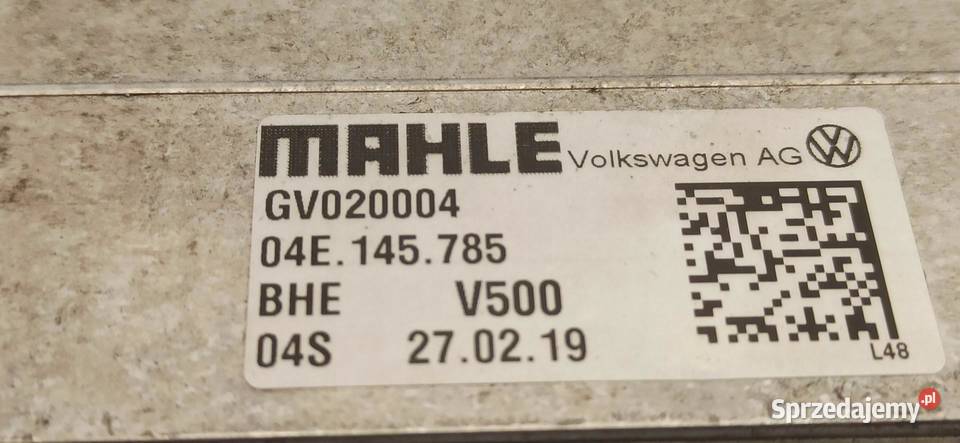 MAHLE Volkswagen AG
GV020004
04E.145.785
BHE V500
04S 27.02.19
L48
Sprzedajemy.pl